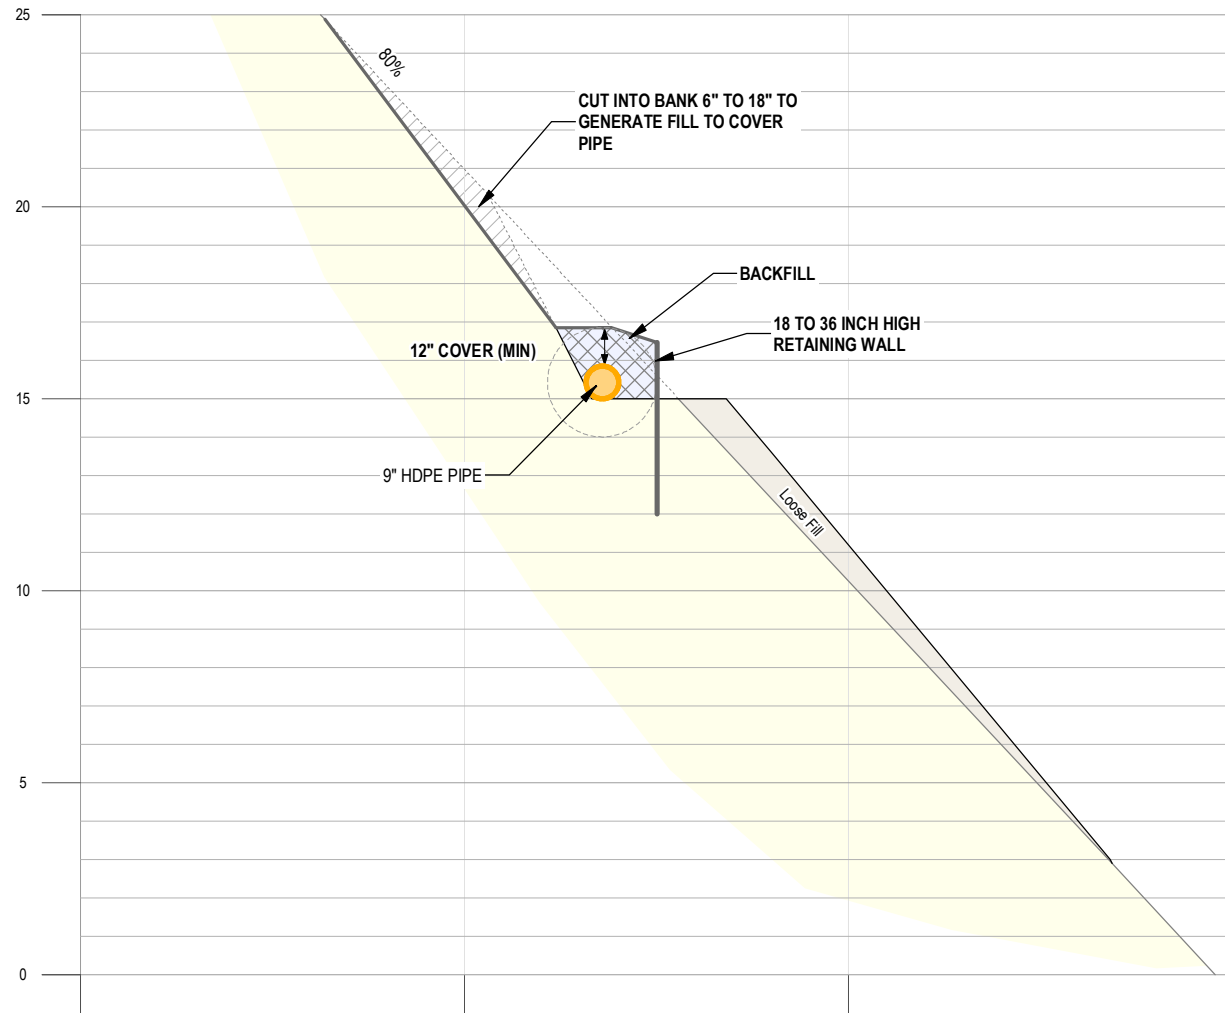 25
80%
CUT INTO BANK 6" TO 18" TO
GENERATE FILL TO COVER
PIPE
20
BACKFILL
18 TO 36 INCH HIGH
RETAINING WALL
12" COVER (MIN)
15
9" HDPE PIPE
Loose Fill
10
5
0